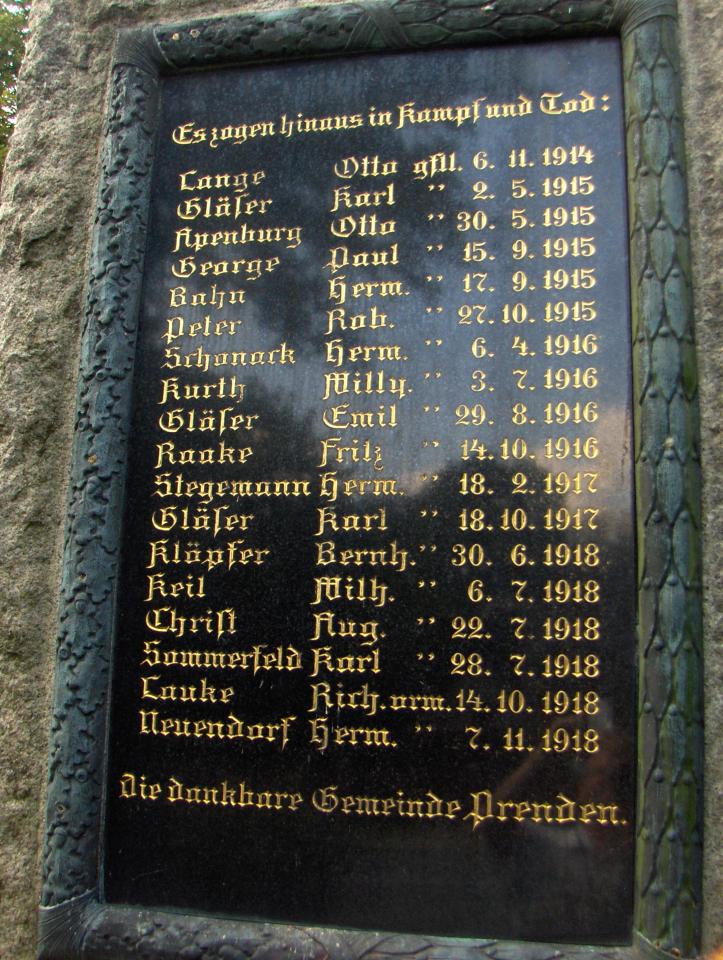 Es zogen hinaus in Kampf und Tod:
Lange Otto gfll. 6. 11. 1914
Gläser Karl " 2. 5. 1915
Apenburg Otto " 30. 5. 1915
George Paul " 15. 9. 1915
Bahn Herm. " 17. 9. 1915
Peter Rob. " 27. 10. 1915
Schonack Herm. " 6. 4. 1916
Kurth Willy. " 3. 7. 1916
Gläser Emil " 29. 8. 1916
Raake Fritz " 14. 10. 1916
Stegemann Herm. " 18. 2. 1917
Gläser Karl " 18. 10. 1917
Klöpfer Bernh. " 30. 6. 1918
Keil Wilh. " 6. 7. 1918
Christ Aug. " 22. 7. 1918
Sommerfeld Karl " 28. 7. 1918
Lauke Rich. vrm. 14. 10. 1918
Neuendorf Herm. " 7. 11. 1918
Die dankbare Gemeinde Prenden.